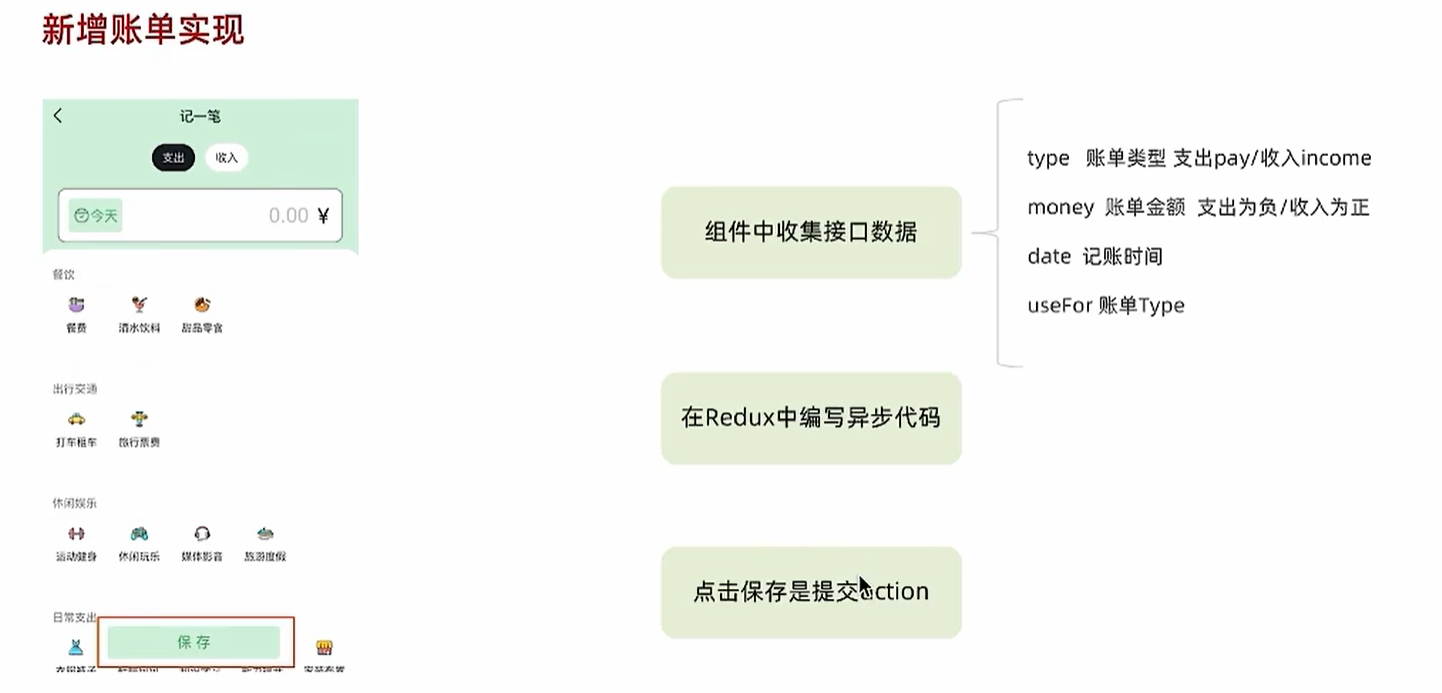 新增账单实现
记一笔
支出 收入
今天 0.00 ¥
餐饮
餐费 酒水饮料 甜品零食
出行交通
打车租车 旅行票费
休闲娱乐
运动健身 休闲玩乐 媒体影音 旅游度假
日常支出
保 存
组件中收集接口数据
type 账单类型 支出pay/收入income
money 账单金额 支出为负/收入为正
date 记账时间
useFor 账单Type
在Redux中编写异步代码
点击保存是提交action